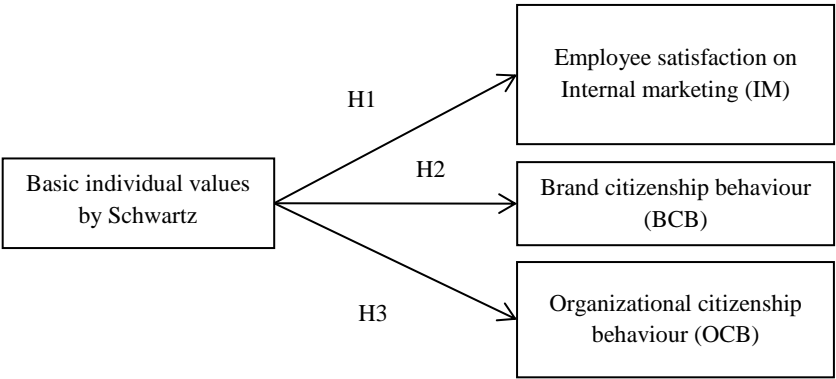 Employee satisfaction on
Internal marketing (IM)
H1
Basic individual values
by Schwartz
H2
Brand citizenship behaviour
(BCB)
H3
Organizational citizenship
behaviour (OCB)